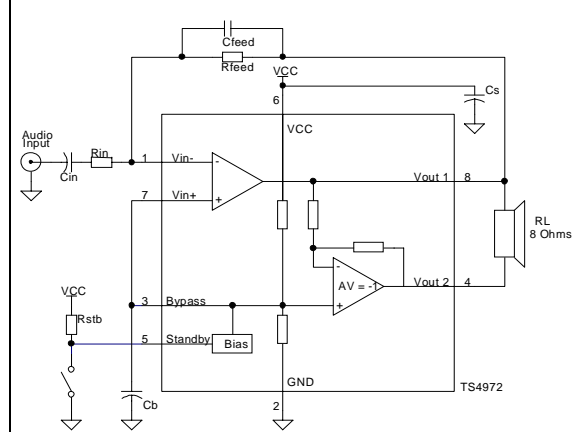 Cfeed
Rfeed
VCC
6
Cs
VCC
Audio
Input
Rin
1
Vin-
-
Vout 1
8
Cin
7
Vin+
+
RL
8 Ohms
-
AV = -1
Vout 2
4
+
VCC
3
Bypass
Rstb
5
Standby
Bias
GND
TS4972
Cb
2